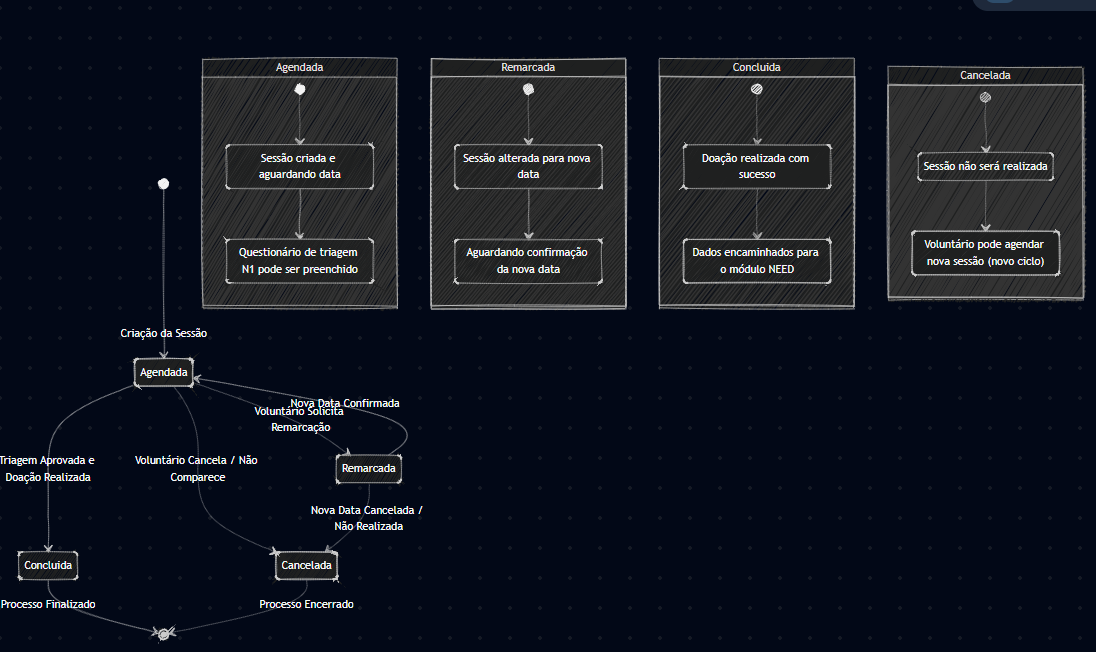 Agendada
Sessão criada e
aguardando data
Questionário de triagem
N1 pode ser preenchido
Remarcada
Sessão alterada para nova
data
Aguardando confirmação
da nova data
Concluida
Doação realizada com
sucesso
Dados encaminhados para
o módulo NEED
Cancelada
Sessão não será realizada
Voluntário pode agendar
nova sessão (novo ciclo)
Criação da Sessão
Agendada
Nova Data Confirmada
Voluntário Solicita
Remarcação
Triagem Aprovada e
Doação Realizada
Voluntário Cancela / Não
Comparece
Remarcada
Nova Data Cancelada /
Não Realizada
Concluida
Cancelada
Processo Finalizado
Processo Encerrado